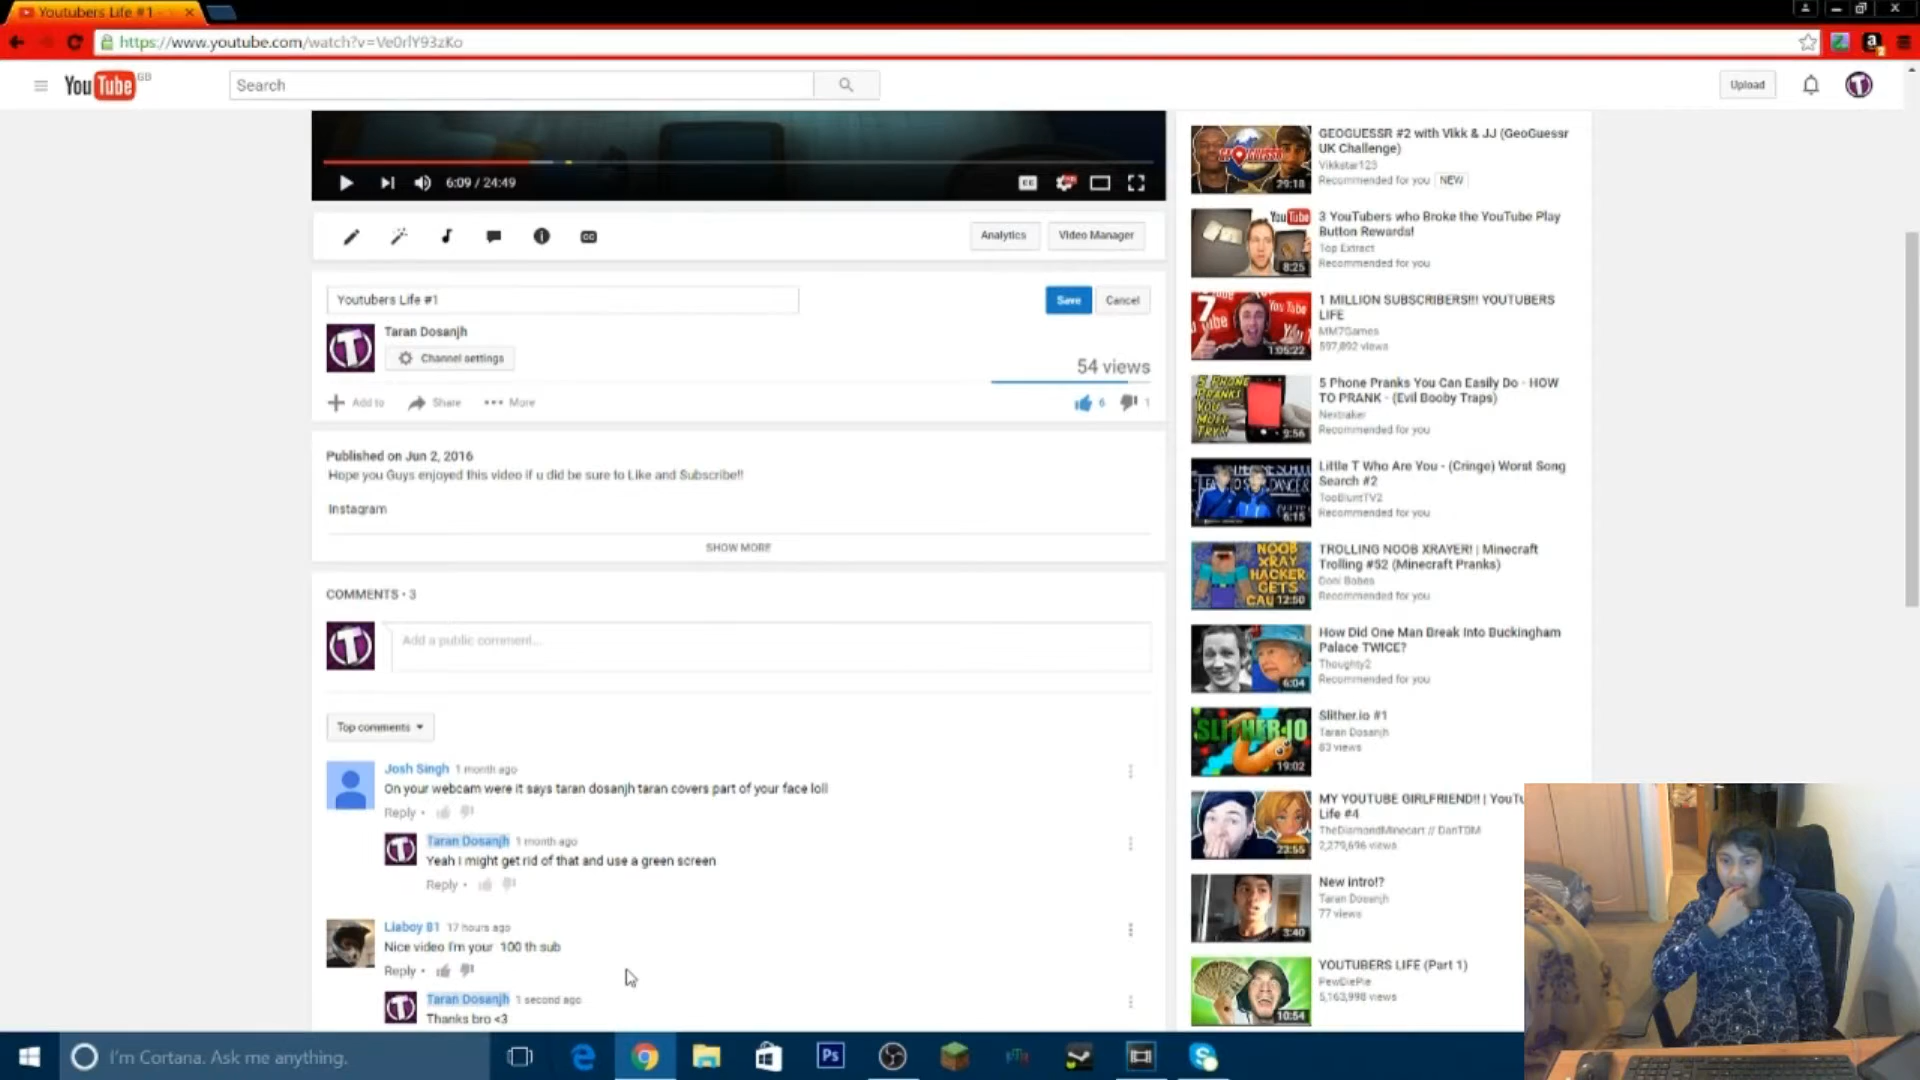 Youtubers Life #1 -
https://www.youtube.com/watch?v=Ve0rlY93zKo
YouTube GB
Search
Upload
6:09 / 24:49
Analytics
Video Manager
Youtubers Life #1
Save
Cancel
Taran Dosanjh
Channel settings
54 views
Add to
Share
More
6
1
Published on Jun 2, 2016
Hope you Guys enjoyed this video if u did be sure to Like and Subscribe!!
Instagram
SHOW MORE
COMMENTS • 3
Add a public comment...
Top comments
Josh Singh 1 month ago
On your webcam were it says taran dosanjh taran covers part of your face loll
Reply •
Taran Dosanjh 1 month ago
Yeah I might get rid of that and use a green screen
Reply •
Liaboy 81 17 hours ago
Nice video I'm your 100 th sub
Reply •
Taran Dosanjh 1 second ago
Thanks bro <3
GEOGUESSR #2 with Vikk & JJ (GeoGuessr
UK Challenge)
Vikkstar123
Recommended for you NEW
29:18
3 YouTubers who Broke the YouTube Play
Button Rewards!
Top Extract
Recommended for you
8:25
1 MILLION SUBSCRIBERS!!! YOUTUBERS
LIFE
MM7Games
597,892 views
1:05:22
5 Phone Pranks You Can Easily Do - HOW
TO PRANK - (Evil Booby Traps)
Nextraker
Recommended for you
9:56
Little T Who Are You - (Cringe) Worst Song
Search #2
Recommended for you
6:15
TROLLING NOOB XRAYER! | Minecraft
Trolling #52 (Minecraft Pranks)
Doni Bobes
Recommended for you
NOOB
XRAY
HACKER
GETS
CAU 12:50
How Did One Man Break Into Buckingham
Palace TWICE?
Thoughty2
Recommended for you
6:04
Slither.io #1
Taran Dosanjh
63 views
SLITHER.IO
19:02
MY YOUTUBE GIRLFRIEND!! | YouTu
Life #4
TheDiamondMinecart // DanTDM
2,279,696 views
23:55
New intro!?
Taran Dosanjh
77 views
3:40
YOUTUBERS LIFE (Part 1)
PewDiePie
5,163,998 views
10:54
I'm Cortana. Ask me anything.
Ps